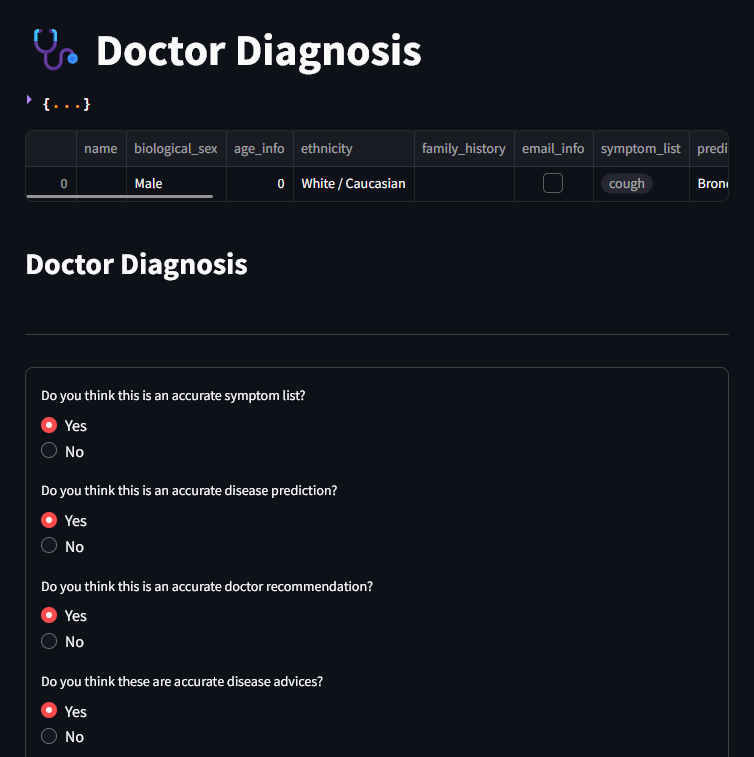 Doctor Diagnosis
{...}
name biological_sex age_info ethnicity family_history email_info symptom_list predi
0 Male 0 White / Caucasian cough Bron
Doctor Diagnosis
Do you think this is an accurate symptom list?
Yes
No
Do you think this is an accurate disease prediction?
Yes
No
Do you think this is an accurate doctor recommendation?
Yes
No
Do you think these are accurate disease advices?
Yes
No